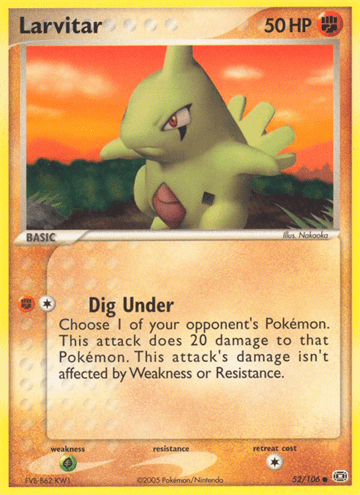 Larvitar 50 HP
BASIC
Illus. Nakaoka
Dig Under
Choose 1 of your opponent's Pokémon.
This attack does 20 damage to that
Pokémon. This attack's damage isn't
affected by Weakness or Resistance.
weakness resistance retreat cost
©2005 Pokémon/Nintendo 52/106